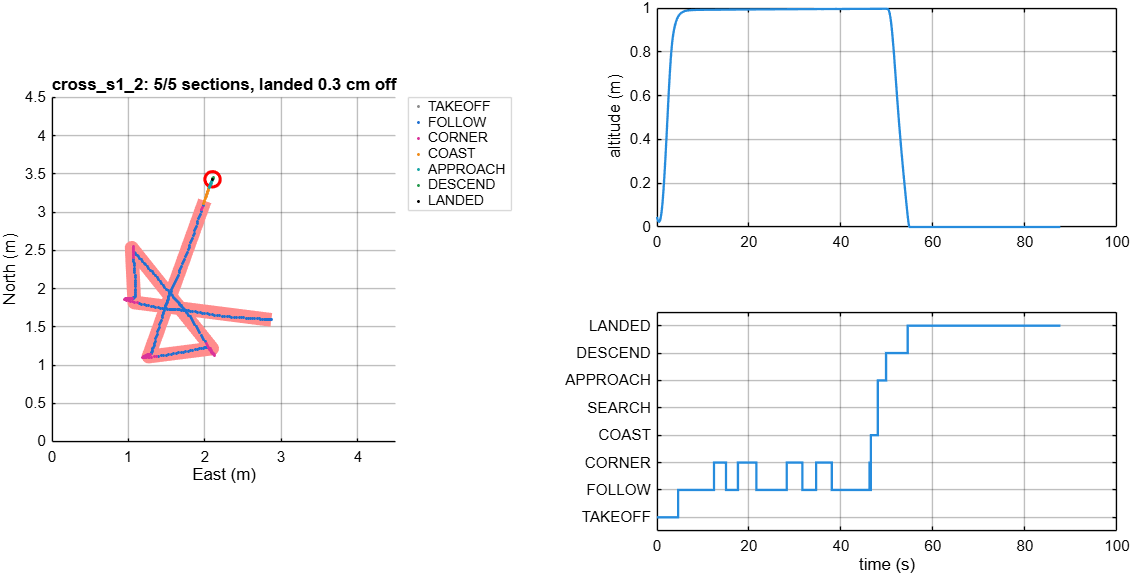 cross_s1_2: 5/5 sections, landed 0.3 cm off
4.5
4
3.5
3
2.5
2
1.5
1
0.5
0
North (m)
0
1
2
3
4
East (m)
TAKEOFF
FOLLOW
CORNER
COAST
APPROACH
DESCEND
LANDED
1
0.8
0.6
0.4
0.2
0
altitude (m)
0
20
40
60
80
100
LANDED
DESCEND
APPROACH
SEARCH
COAST
CORNER
FOLLOW
TAKEOFF
0
20
40
60
80
100
time (s)